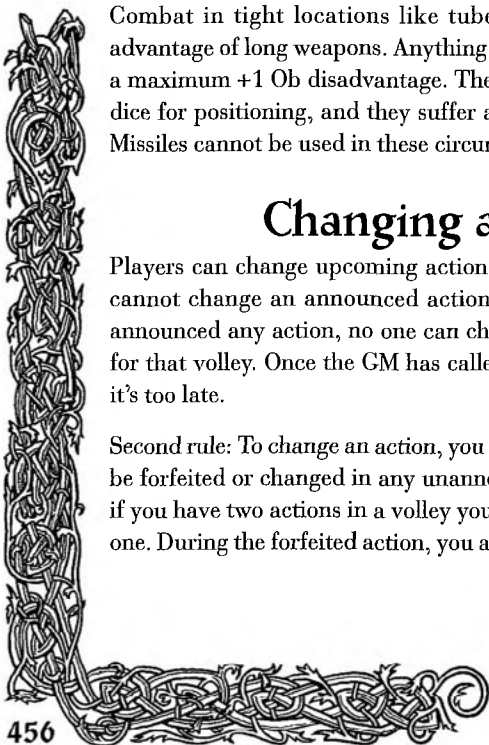 Combat in tight locations like tube
advantage of long weapons. Anything
a maximum +1 Ob disadvantage. The
dice for positioning, and they suffer a
Missiles cannot be used in these circur
Changing a
Players can change upcoming action
cannot change an announced action
announced any action, no one can ch
for that volley. Once the GM has calle
it's too late.
Second rule: To change an action, you
be forfeited or changed in any unanno
if you have two actions in a volley you
one. During the forfeited action, you a
456